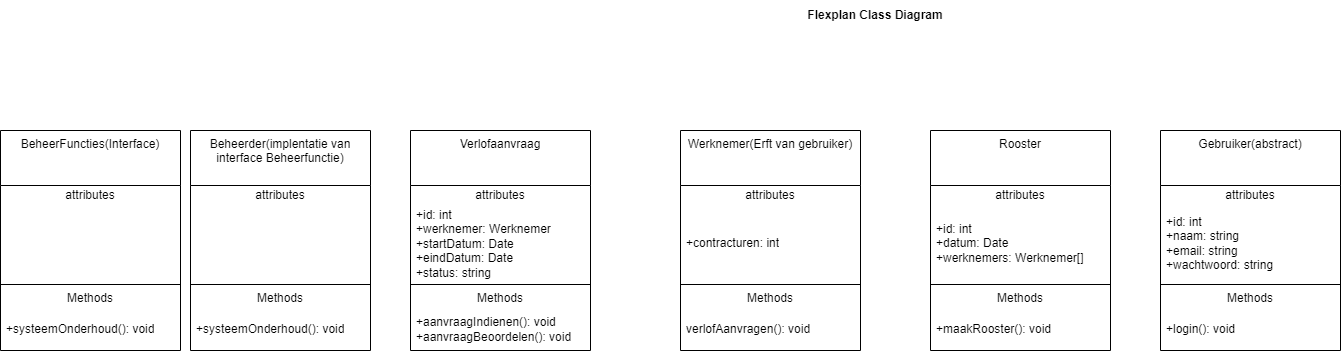 Flexplan Class Diagram
BeheerFuncties(Interface)
attributes
Methods
+systeemOnderhoud(): void
Beheerder(implentatie van
interface Beheerfunctie)
attributes
Methods
+systeemOnderhoud(): void
Verlofaanvraag
attributes
+id: int
+werknemer: Werknemer
+startDatum: Date
+eindDatum: Date
+status: string
Methods
+aanvraagIndienen(): void
+aanvraagBeoordelen(): void
Werknemer(Erft van gebruiker)
attributes
+contracturen: int
Methods
verlofAanvragen(): void
Rooster
attributes
+id: int
+datum: Date
+werknemers: Werknemer[]
Methods
+maakRooster(): void
Gebruiker(abstract)
attributes
+id: int
+naam: string
+email: string
+wachtwoord: string
Methods
+login(): void